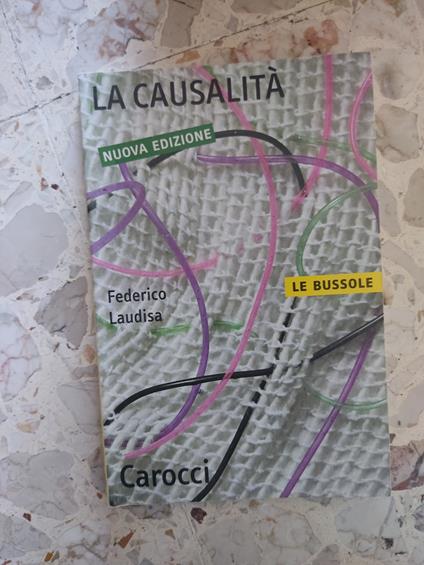 LA CAUSALITÀ
NUOVA EDIZIONE
LE BUSSOLE
Federico
Laudisa
Carocci